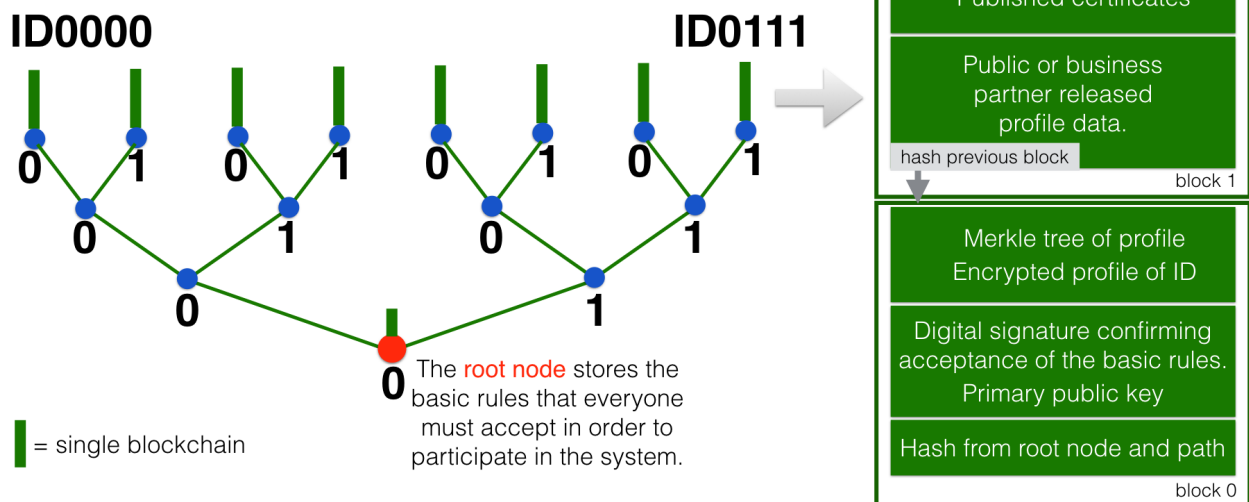 ID0000
ID0111
0 1 0 1 0 1 0 1
0 1 0 1
0 1
0
The root node stores the
basic rules that everyone
must accept in order to
participate in the system.
= single blockchain
Published certificates
Public or business
partner released
profile data.
hash previous block
block 1
Merkle tree of profile
Encrypted profile of ID
Digital signature confirming
acceptance of the basic rules.
Primary public key
Hash from root node and path
block 0